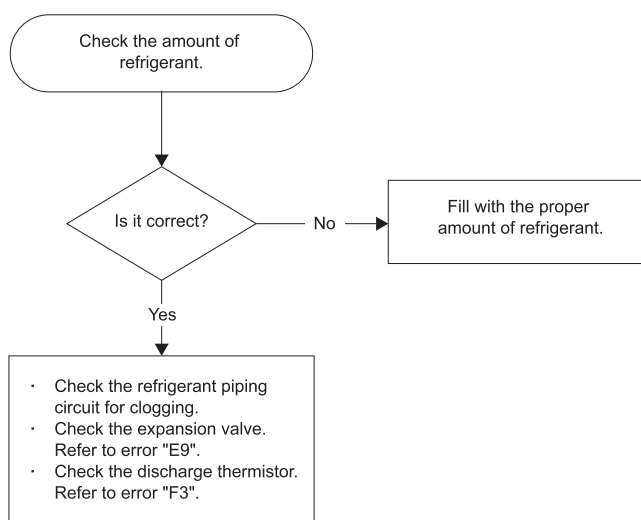 Check the amount of
refrigerant.
Is it correct?
No
Fill with the proper
amount of refrigerant.
Yes
· Check the refrigerant piping
circuit for clogging.
· Check the expansion valve.
Refer to error "E9".
· Check the discharge thermistor.
Refer to error "F3".